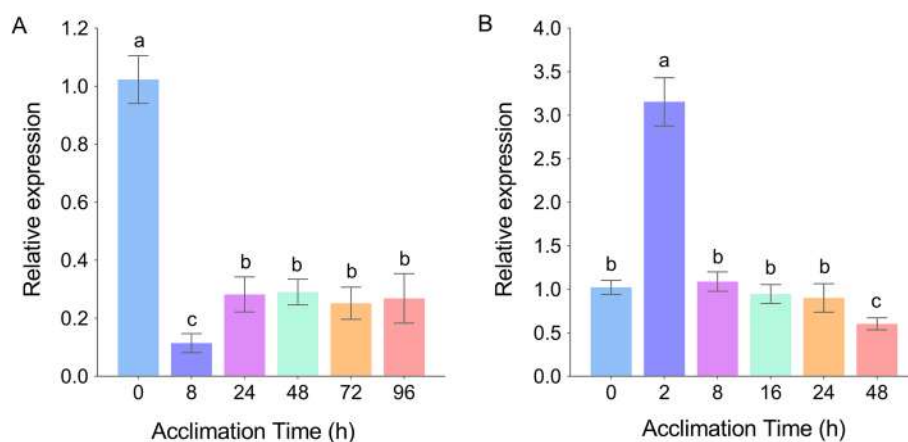 A
Relative expression
1.2
1.0
0.8
0.6
0.4
0.2
0.0
a
c
b
b
b
b
0 8 24 48 72 96
Acclimation Time (h)
B
Relative expression
4.0
3.5
3.0
2.5
2.0
1.5
1.0
0.5
0.0
b
a
b
b
b
c
0 2 8 16 24 48
Acclimation Time (h)